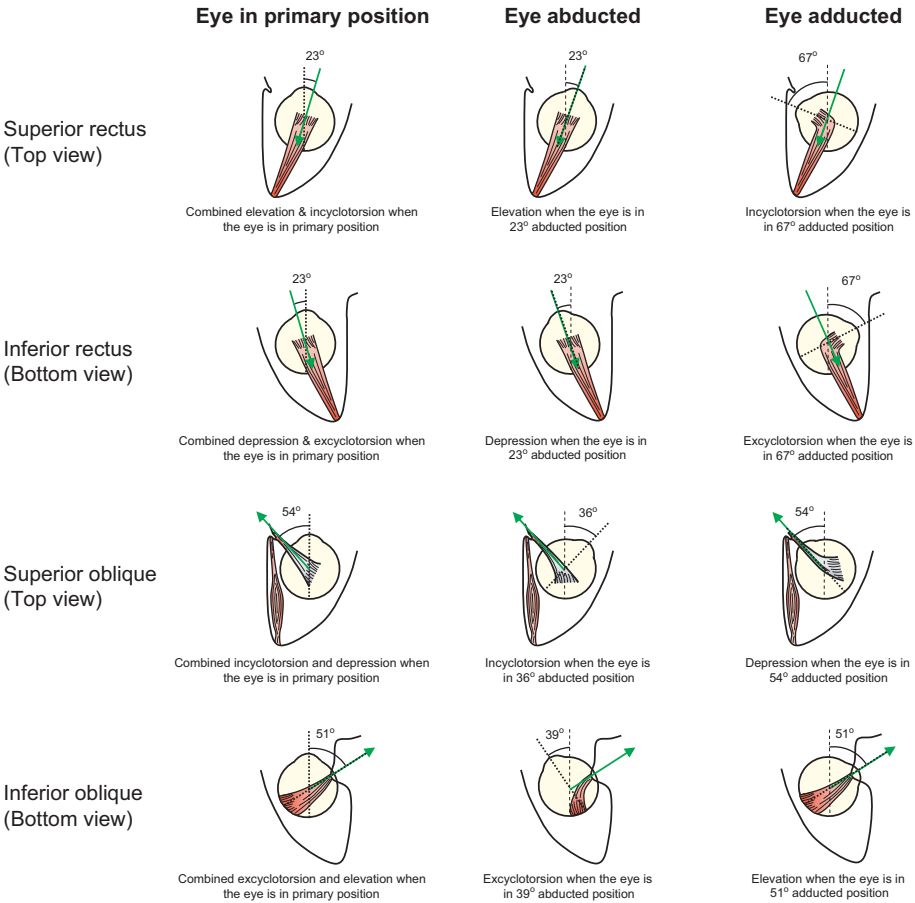 Eye in primary position
Eye abducted
Eye adducted
Superior rectus
(Top view)
23°
23°
67°
Combined elevation & incyclotorsion when
the eye is in primary position
Elevation when the eye is in
23° abducted position
Incyclotorsion when the eye is
in 67° adducted position
Inferior rectus
(Bottom view)
23°
23°
67°
Combined depression & excyclotorsion when
the eye is in primary position
Depression when the eye is in
23° abducted position
Excyclotorsion when the eye is
in 67° adducted position
Superior oblique
(Top view)
54°
36°
54°
Combined incyclotorsion and depression when
the eye is in primary position
Incyclotorsion when the eye is
in 36° abducted position
Depression when the eye is in
54° adducted position
Inferior oblique
(Bottom view)
51°
39°
51°
Combined excyclotorsion and elevation when
the eye is in primary position
Excyclotorsion when the eye is
in 39° abducted position
Elevation when the eye is in
51° adducted position